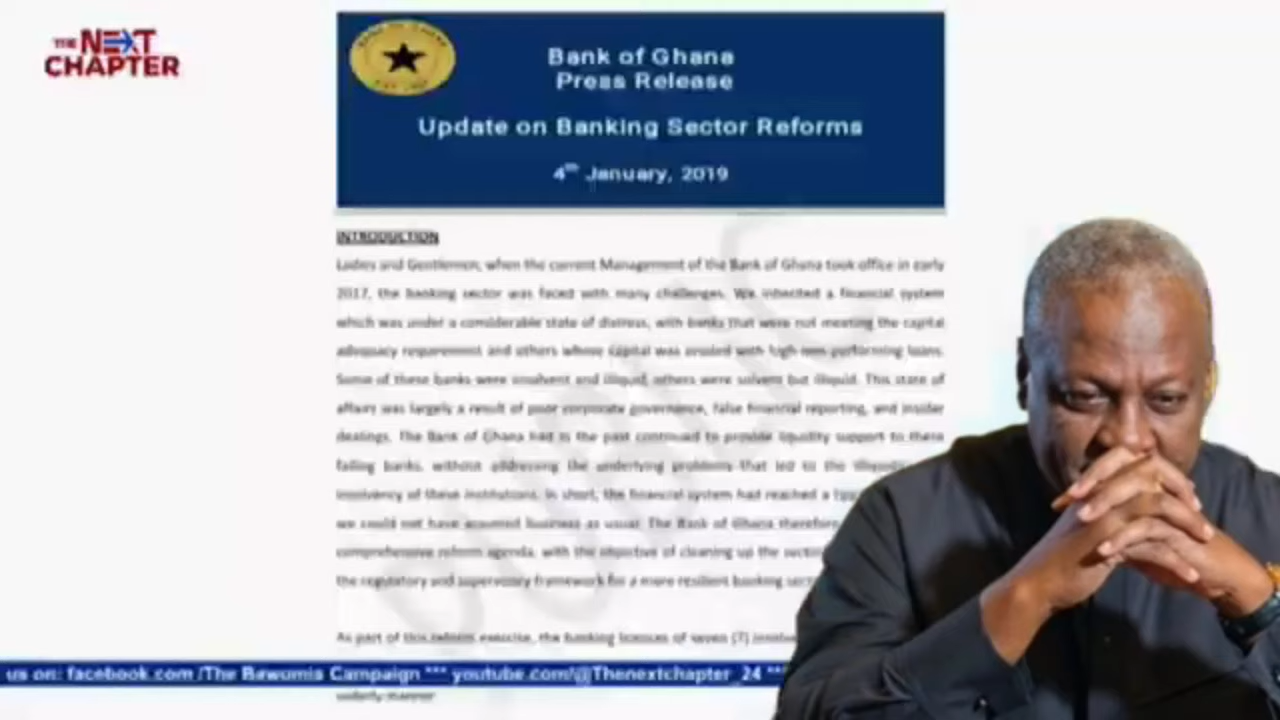 THE NEXT
CHAPTER
Bank of Ghana
Press Release
Update on Banking Sector Reforms
4th January, 2019
INTRODUCTION
Ladies and Gentlemen, when the current Management of the Bank of Ghana took office in early
2017, the banking sector was faced with many challenges. We inherited a financial system
which was under a considerable state of distress, with banks that were not meeting the capital
adequacy requirement and others whose capital was eroded with high non-performing loans.
Some of these banks were insolvent and illiquid, others were solvent but illiquid. This state of
affairs was largely a result of poor corporate governance, false financial reporting, and insider
dealings. The Bank of Ghana had in the past continued to provide liquidity support to these
failing banks, without addressing the underlying problems that led to the
insolvency of these institutions. In short, the financial system had reached a
we could not have assumed business as usual. The Bank of Ghana therefore
comprehensive reform agenda, with the objective of cleaning up the
the regulatory and supervisory framework for a more resilient banking
As part of this reform exercise, the banking licenses of seven (7)
us on: facebook.com /The Bawumia Campaign *** youtube.com/@Thenextchapter_24 **
orderly manner